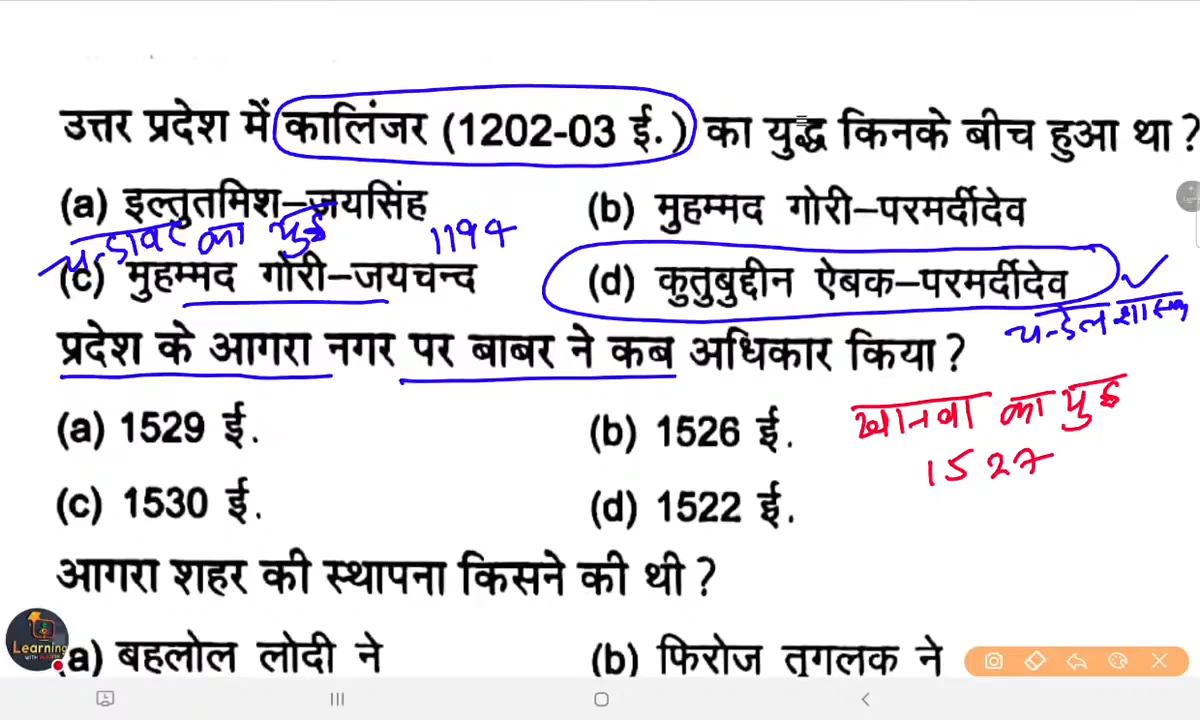 उत्तर प्रदेश में कालिंजर (1202-03 ई.) का युद्ध किनके बीच हुआ था ?
(a) इल्तुतमिश–जयसिंह
(b) मुहम्मद गोरी–परमर्दीदेव
चन्डावर का युद्ध 1194
(c) मुहम्मद गोरी–जयचन्द
(d) कुतुबुद्दीन ऐबक–परमर्दीदेव
चन्देल शासक
प्रदेश के आगरा नगर पर बाबर ने कब अधिकार किया ?
(a) 1529 ई.
(b) 1526 ई.
खानवा का युद्ध
1527
(c) 1530 ई.
(d) 1522 ई.
आगरा शहर की स्थापना किसने की थी ?
a) बहलोल लोदी ने
(b) फिरोज तुगलक ने
Learning